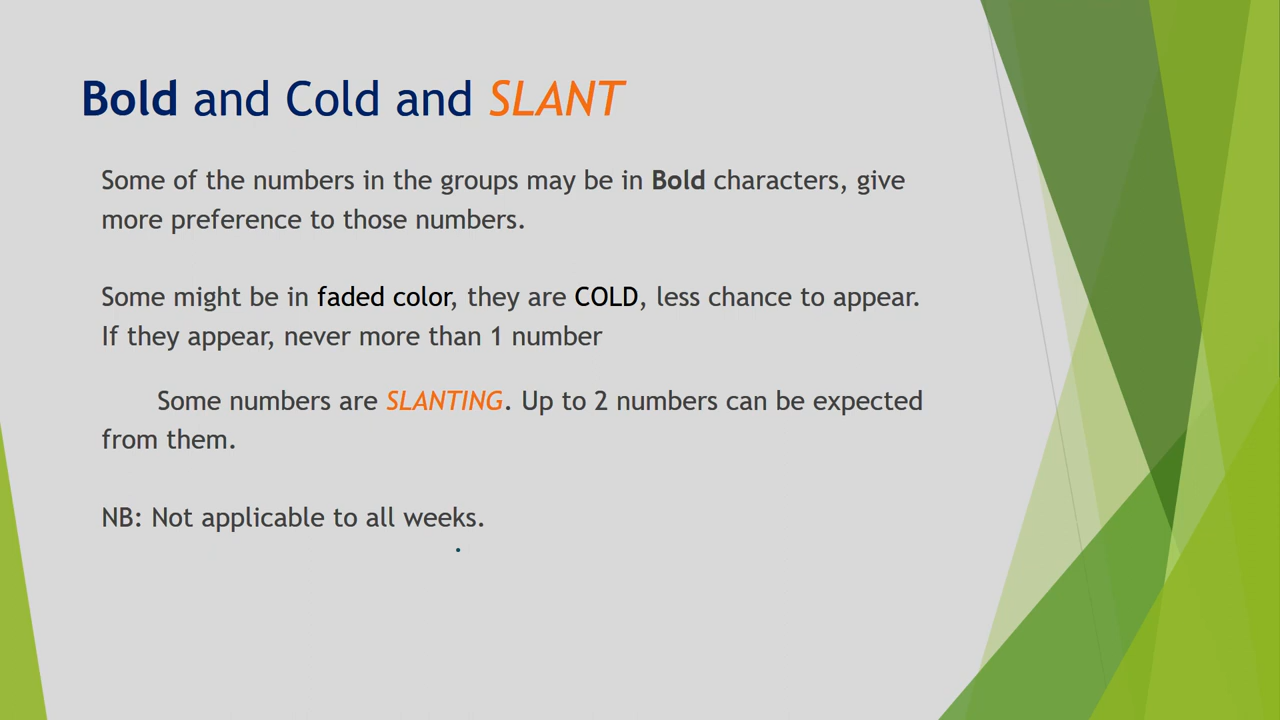 Bold and Cold and SLANT
Some of the numbers in the groups may be in Bold characters, give
more preference to those numbers.
Some might be in faded color, they are COLD, less chance to appear.
If they appear, never more than 1 number
Some numbers are SLANTING. Up to 2 numbers can be expected
from them.
NB: Not applicable to all weeks.